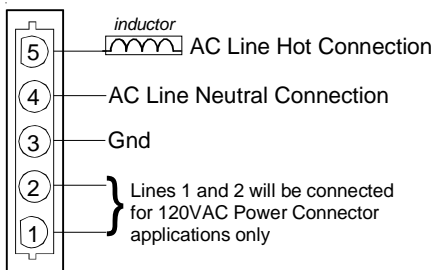 inductor
5 AC Line Hot Connection
4 AC Line Neutral Connection
3 Gnd
2 Lines 1 and 2 will be connected
for 120VAC Power Connector
1 applications only